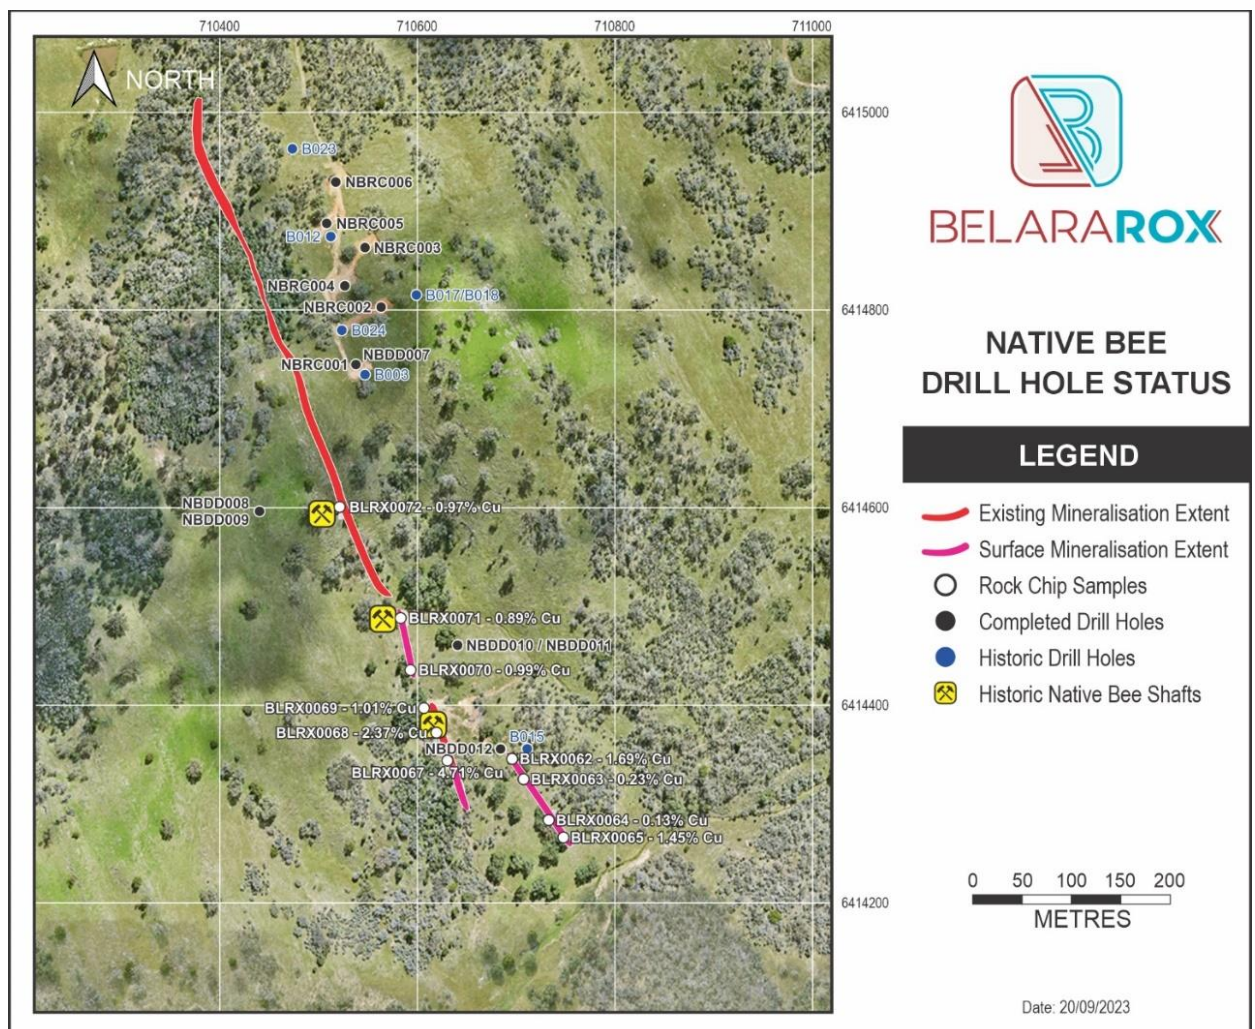 710400
710600
710800
711000
NORTH
6415000
B023
NBRC006
NBRC005
B012
NBRC003
NBRC004
B017/B018
NBRC002
6414800
B024
NBDD007
NBRC001
B003
NBDD008
NBDD009
BLRX0072 - 0.97% Cu
6414600
BLRX0071 - 0.89% Cu
NBDD010 / NBDD011
BLRX0070 - 0.99% Cu
BLRX0069 - 1.01% Cu
6414400
BLRX0068 - 2.37% Cu
NBDD012
B015
BLRX0062 - 1.69% Cu
BLRX0067 - 4.71% Cu
BLRX0063 - 0.23% Cu
BLRX0064 - 0.13% Cu
BLRX0065 - 1.45% Cu
6414200
BELARAROX
NATIVE BEE
DRILL HOLE STATUS
LEGEND
Existing Mineralisation Extent
Surface Mineralisation Extent
Rock Chip Samples
Completed Drill Holes
Historic Drill Holes
Historic Native Bee Shafts
0 50 100 150 200
METRES
Date: 20/09/2023